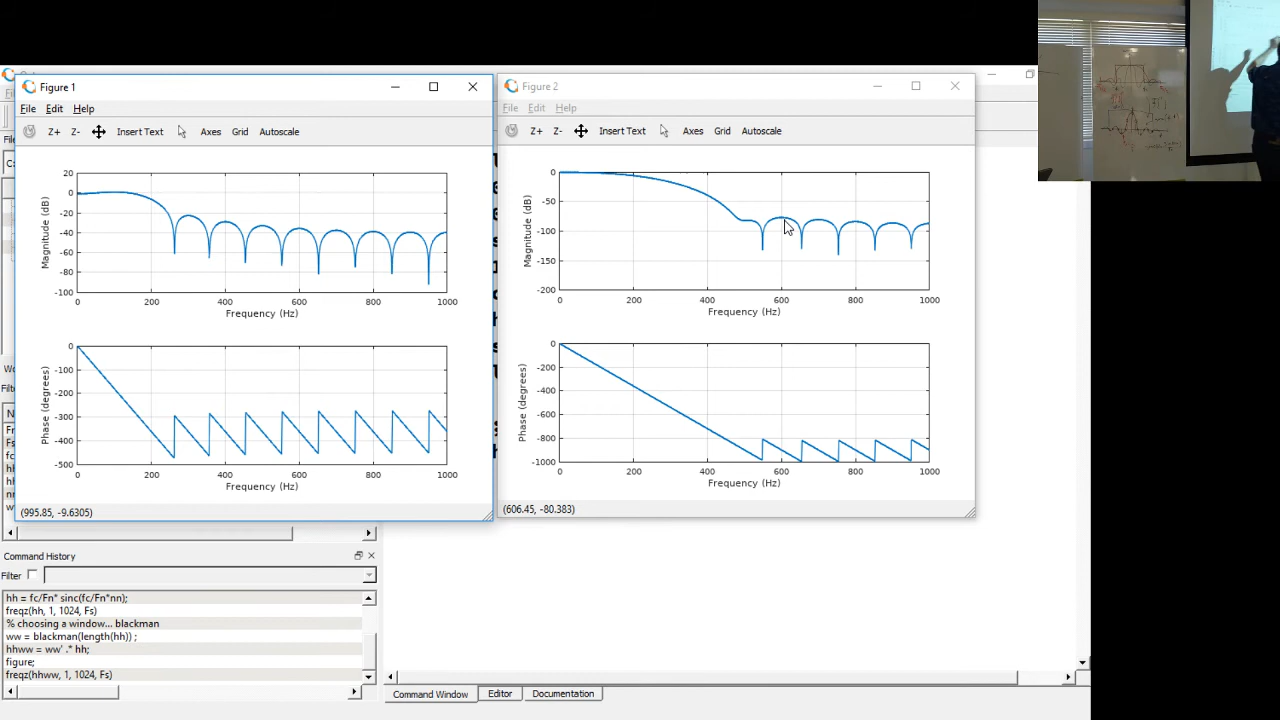 Figure 1
File Edit Help
Z+ Z- Insert Text Axes Grid Autoscale
20
0
-20
-40
-60
-80
-100
Magnitude (dB)
0 200 400 600 800 1000
Frequency (Hz)
0
-100
-200
-300
-400
-500
Phase (degrees)
0 200 400 600 800 1000
Frequency (Hz)
(995.85, -9.6305)
Figure 2
File Edit Help
Z+ Z- Insert Text Axes Grid Autoscale
0
-50
-100
-150
-200
Magnitude (dB)
0 200 400 600 800 1000
Frequency (Hz)
0
-200
-400
-600
-800
-1000
Phase (degrees)
0 200 400 600 800 1000
Frequency (Hz)
(606.45, -80.383)
Command History
Filter
hh = fc/Fn* sinc(fc/Fn*nn);
freqz(hh, 1, 1024, Fs)
% choosing a window... blackman
ww = blackman(length(hh)) ;
hhww = ww' .* hh;
figure;
freqz(hhww, 1, 1024, Fs)
Command Window Editor Documentation